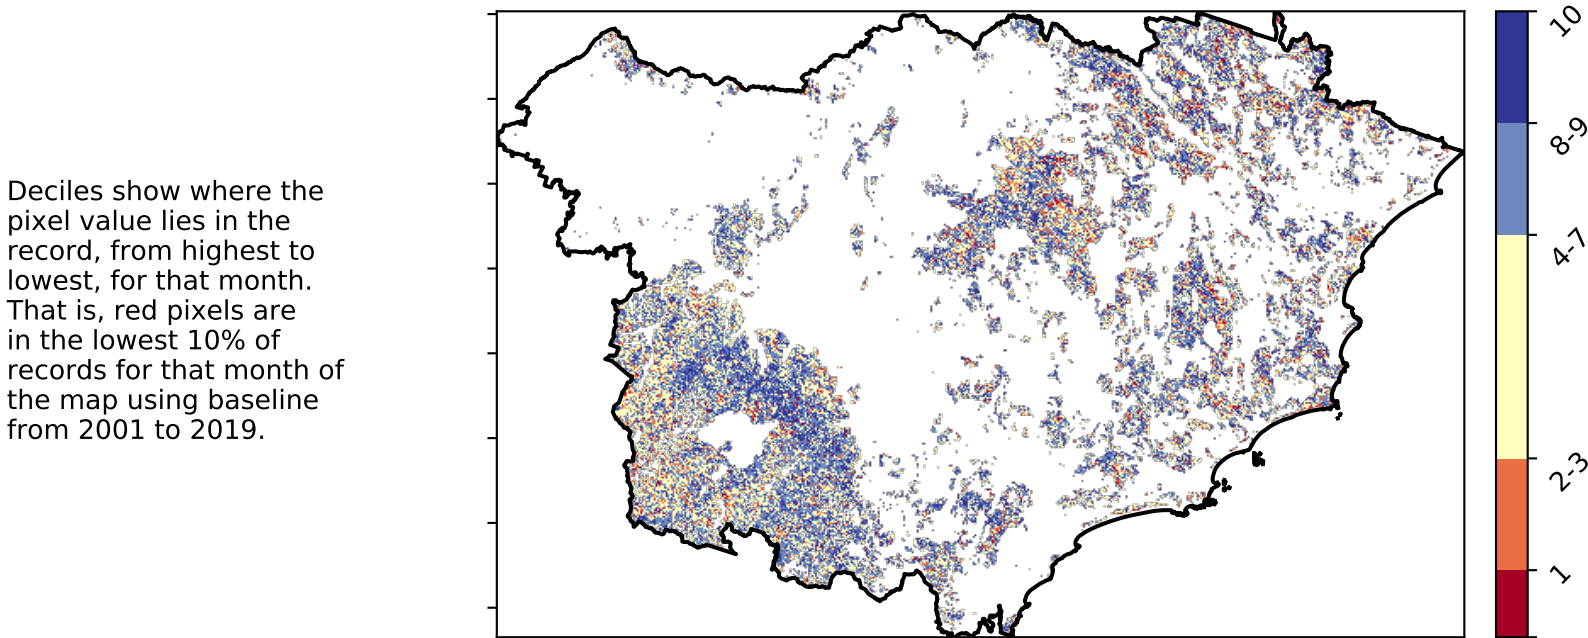 Deciles show where the
pixel value lies in the
record, from highest to
lowest, for that month.
That is, red pixels are
in the lowest 10% of
records for that month of
the map using baseline
from 2001 to 2019.
10
8-9
4-7
2-3
1